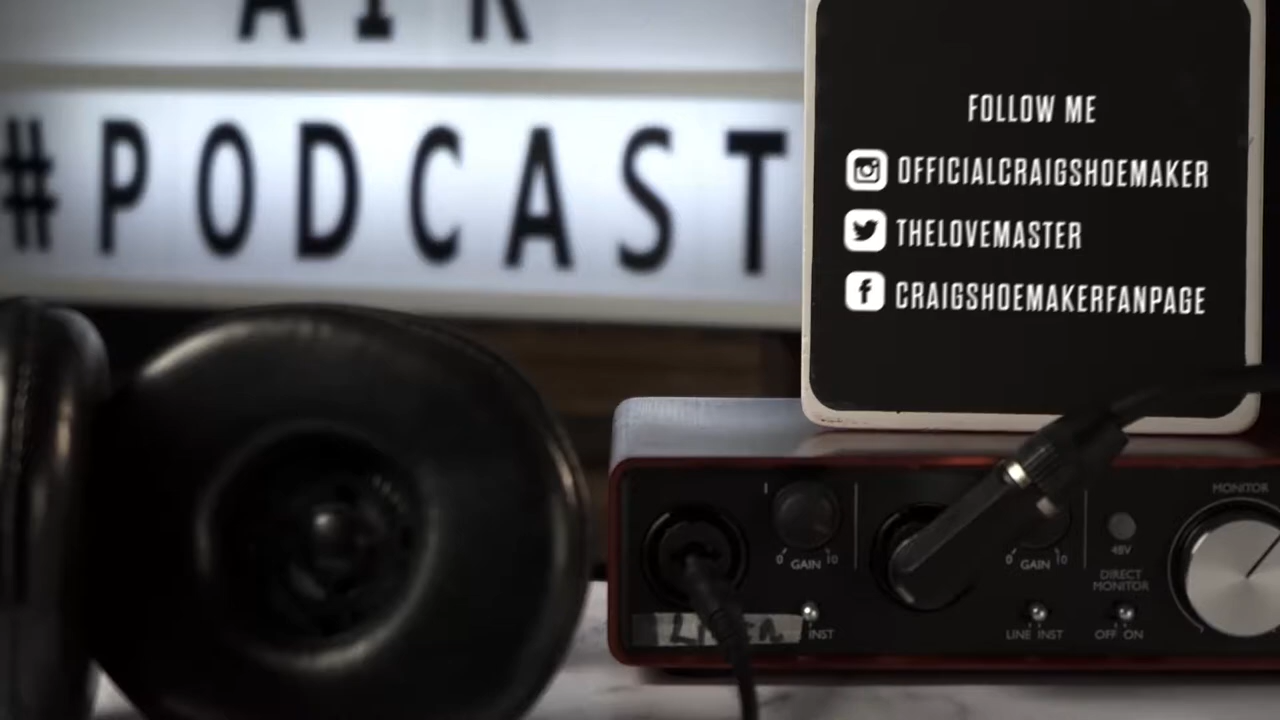 AIR
#PODCAST
FOLLOW ME
OFFICIALCRAIGSHOEMAKER
THELOVEMASTER
CRAIGSHOEMAKERFANPAGE
MONITOR
0 GAIN 10
0 GAIN 10
48V
DIRECT
MONITOR
INST
LINE INST
OFF ON